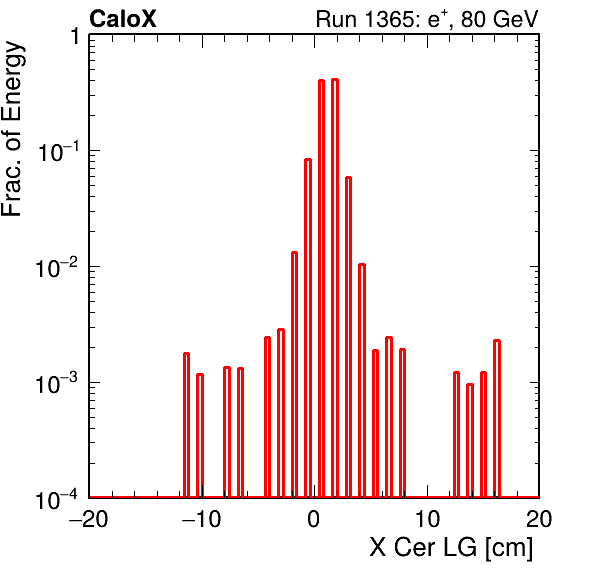 CaloX Run 1365: e⁺, 80 GeV
Frac. of Energy
1
10⁻¹
10⁻²
10⁻³
10⁻⁴
−20 −10 0 10 20
X Cer LG [cm]